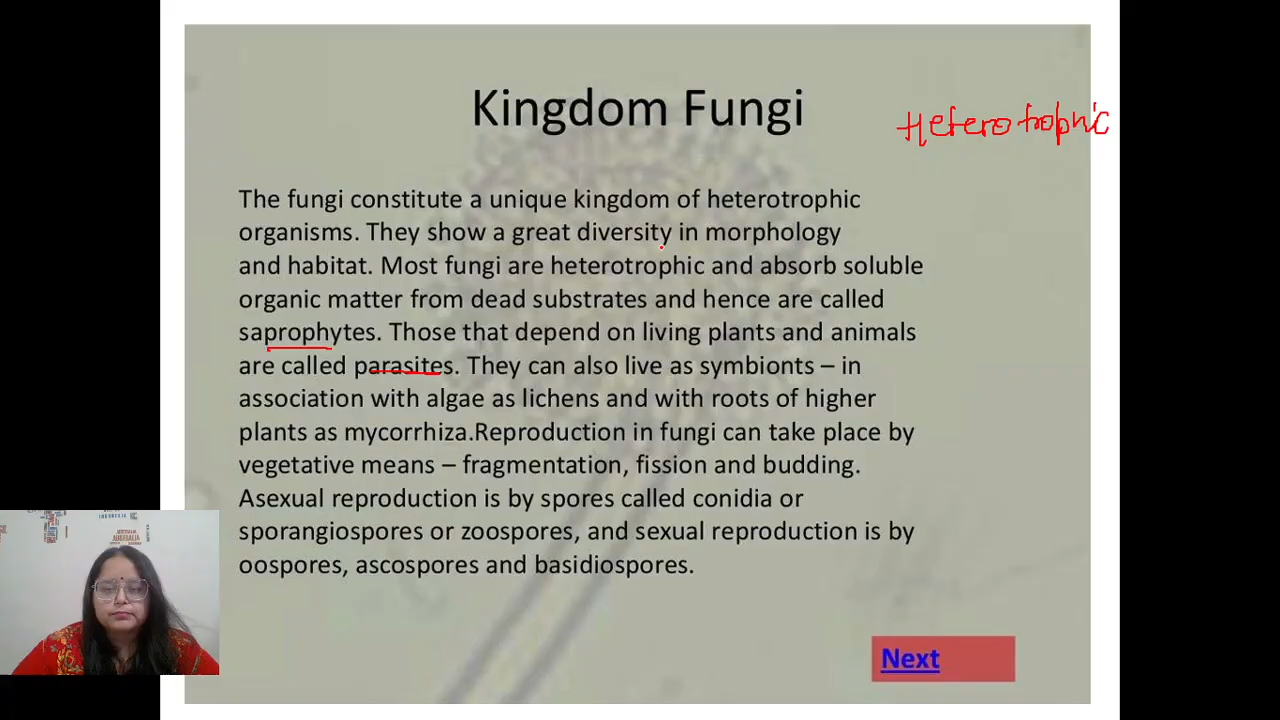 Kingdom Fungi
Heterotrophic
The fungi constitute a unique kingdom of heterotrophic
organisms. They show a great diversity in morphology
and habitat. Most fungi are heterotrophic and absorb soluble
organic matter from dead substrates and hence are called
saprophytes. Those that depend on living plants and animals
are called parasites. They can also live as symbionts – in
association with algae as lichens and with roots of higher
plants as mycorrhiza.Reproduction in fungi can take place by
vegetative means – fragmentation, fission and budding.
Asexual reproduction is by spores called conidia or
sporangiospores or zoospores, and sexual reproduction is by
oospores, ascospores and basidiospores.
Next